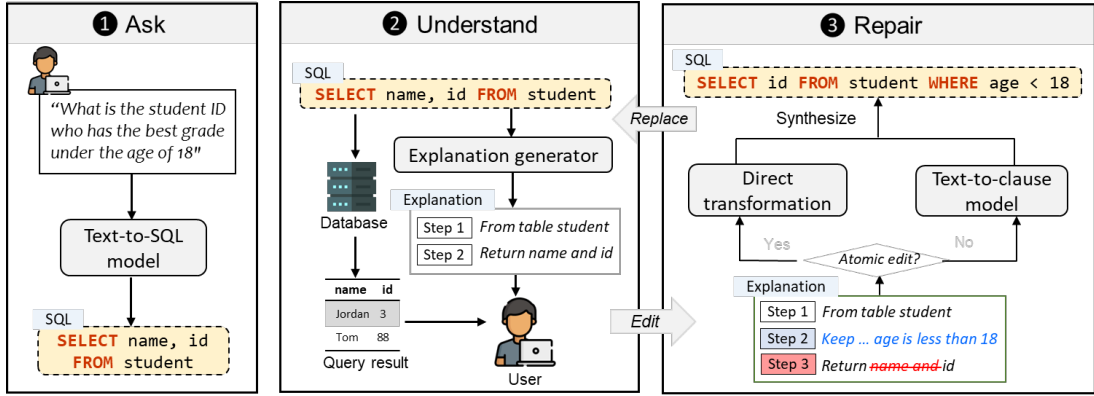 ❶ Ask
"What is the student ID
who has the best grade
under the age of 18"
Text-to-SQL
model
SQL
SELECT name, id
FROM student
❷ Understand
SQL
SELECT name, id FROM student
Explanation generator
Database
Explanation
Step 1 From table student
Step 2 Return name and id
name id
Jordan 3
Tom 88
Query result
User
Replace
Edit
❸ Repair
SQL
SELECT id FROM student WHERE age < 18
Synthesize
Direct
transformation
Text-to-clause
model
Yes
No
Atomic edit?
Explanation
Step 1 From table student
Step 2 Keep ... age is less than 18
Step 3 Return name and id